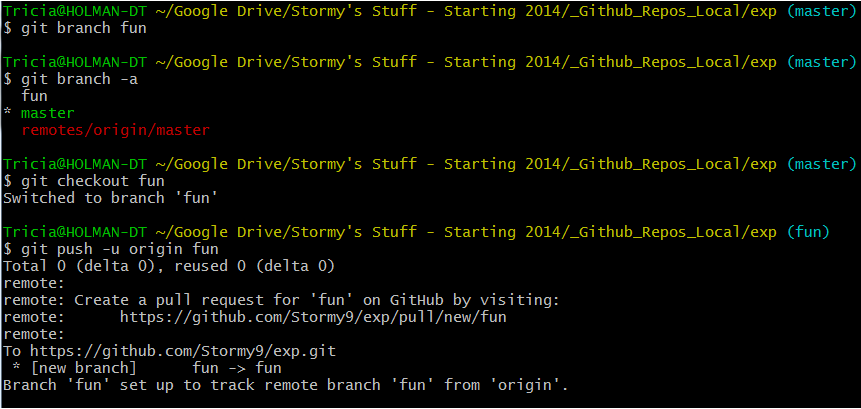 Tricia@HOLMAN-DT ~/Google Drive/Stormy's Stuff - Starting 2014/_Github_Repos_Local/exp (master)
$ git branch fun
Tricia@HOLMAN-DT ~/Google Drive/Stormy's Stuff - Starting 2014/_Github_Repos_Local/exp (master)
$ git branch -a
  fun
* master
  remotes/origin/master
Tricia@HOLMAN-DT ~/Google Drive/Stormy's Stuff - Starting 2014/_Github_Repos_Local/exp (master)
$ git checkout fun
Switched to branch 'fun'
Tricia@HOLMAN-DT ~/Google Drive/Stormy's Stuff - Starting 2014/_Github_Repos_Local/exp (fun)
$ git push -u origin fun
Total 0 (delta 0), reused 0 (delta 0)
remote:
remote: Create a pull request for 'fun' on GitHub by visiting:
remote:      https://github.com/Stormy9/exp/pull/new/fun
remote:
To https://github.com/Stormy9/exp.git
 * [new branch]      fun -> fun
Branch 'fun' set up to track remote branch 'fun' from 'origin'.